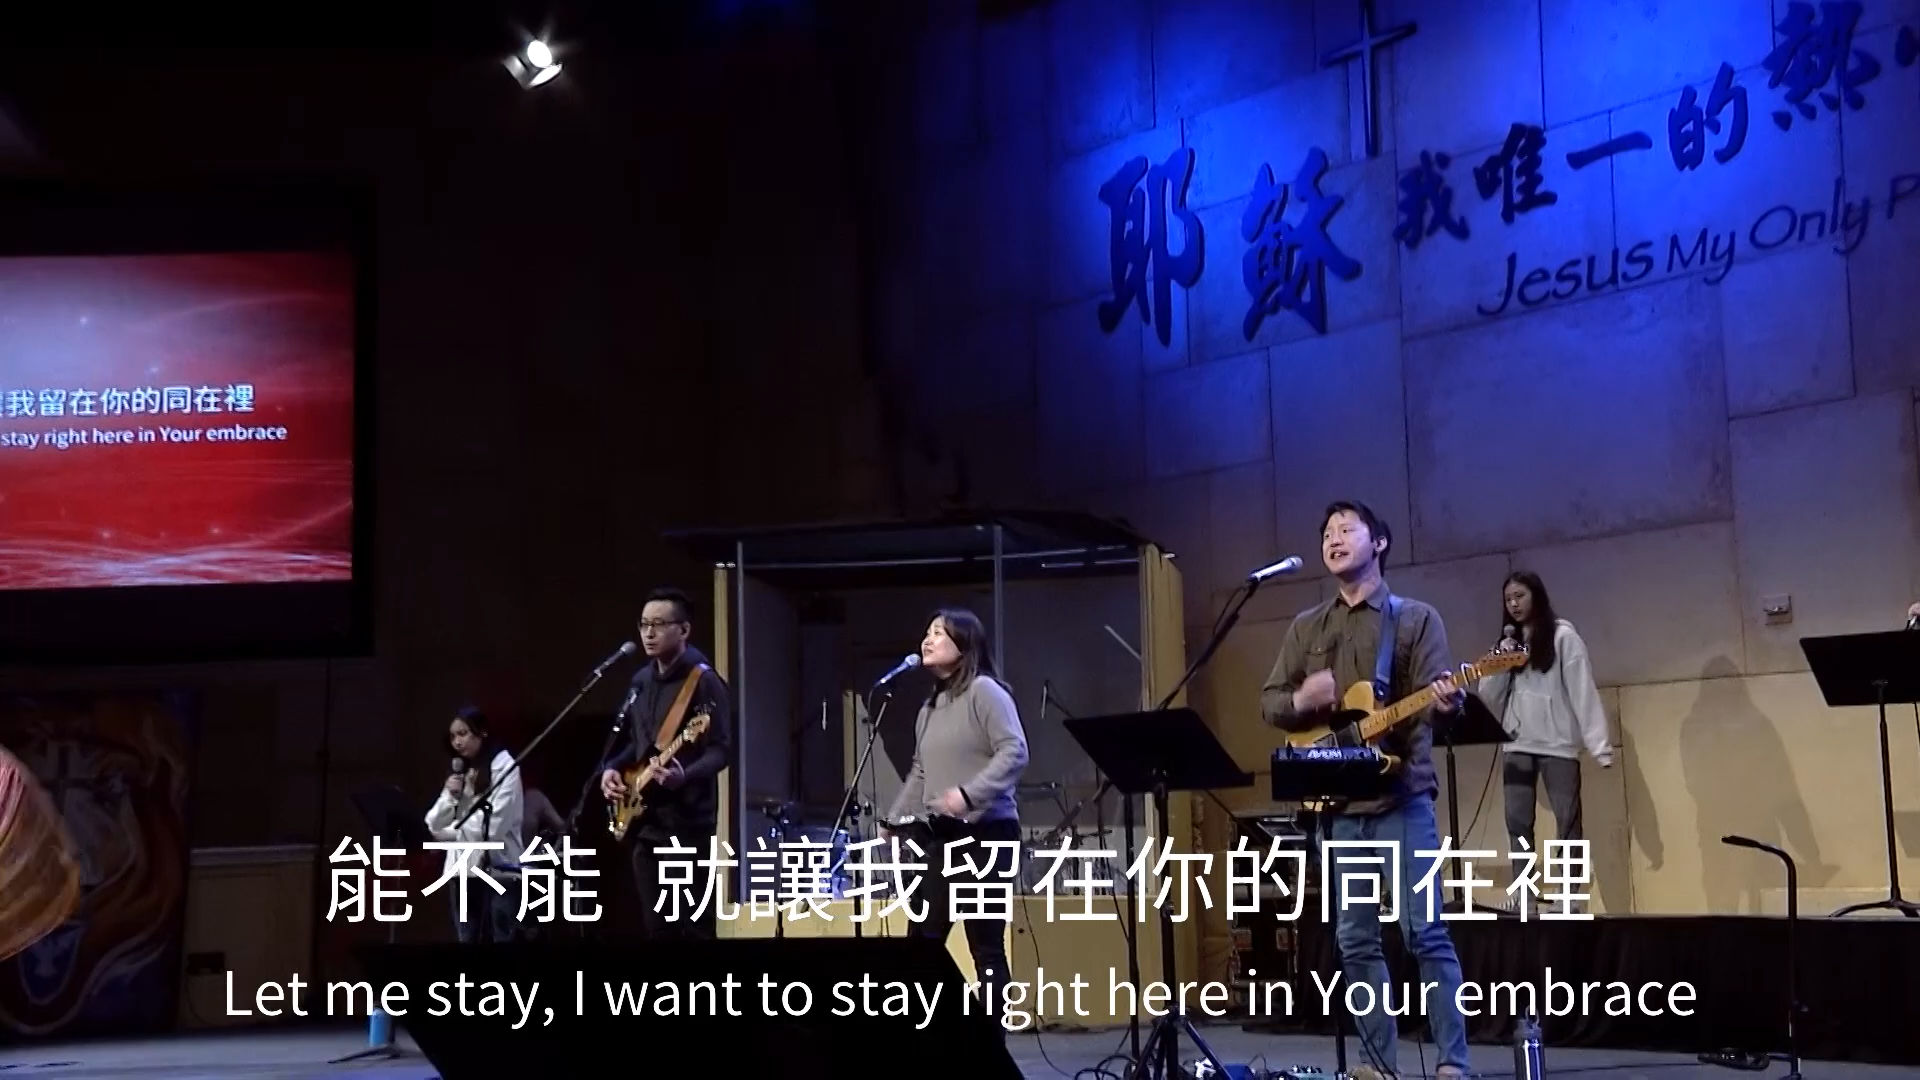 耶穌 我唯一的熱
Jesus My Only
我留在你的同在裡
stay right here in Your embrace
AVIOM
能不能 就讓我留在你的同在裡
Let me stay, I want to stay right here in Your embrace